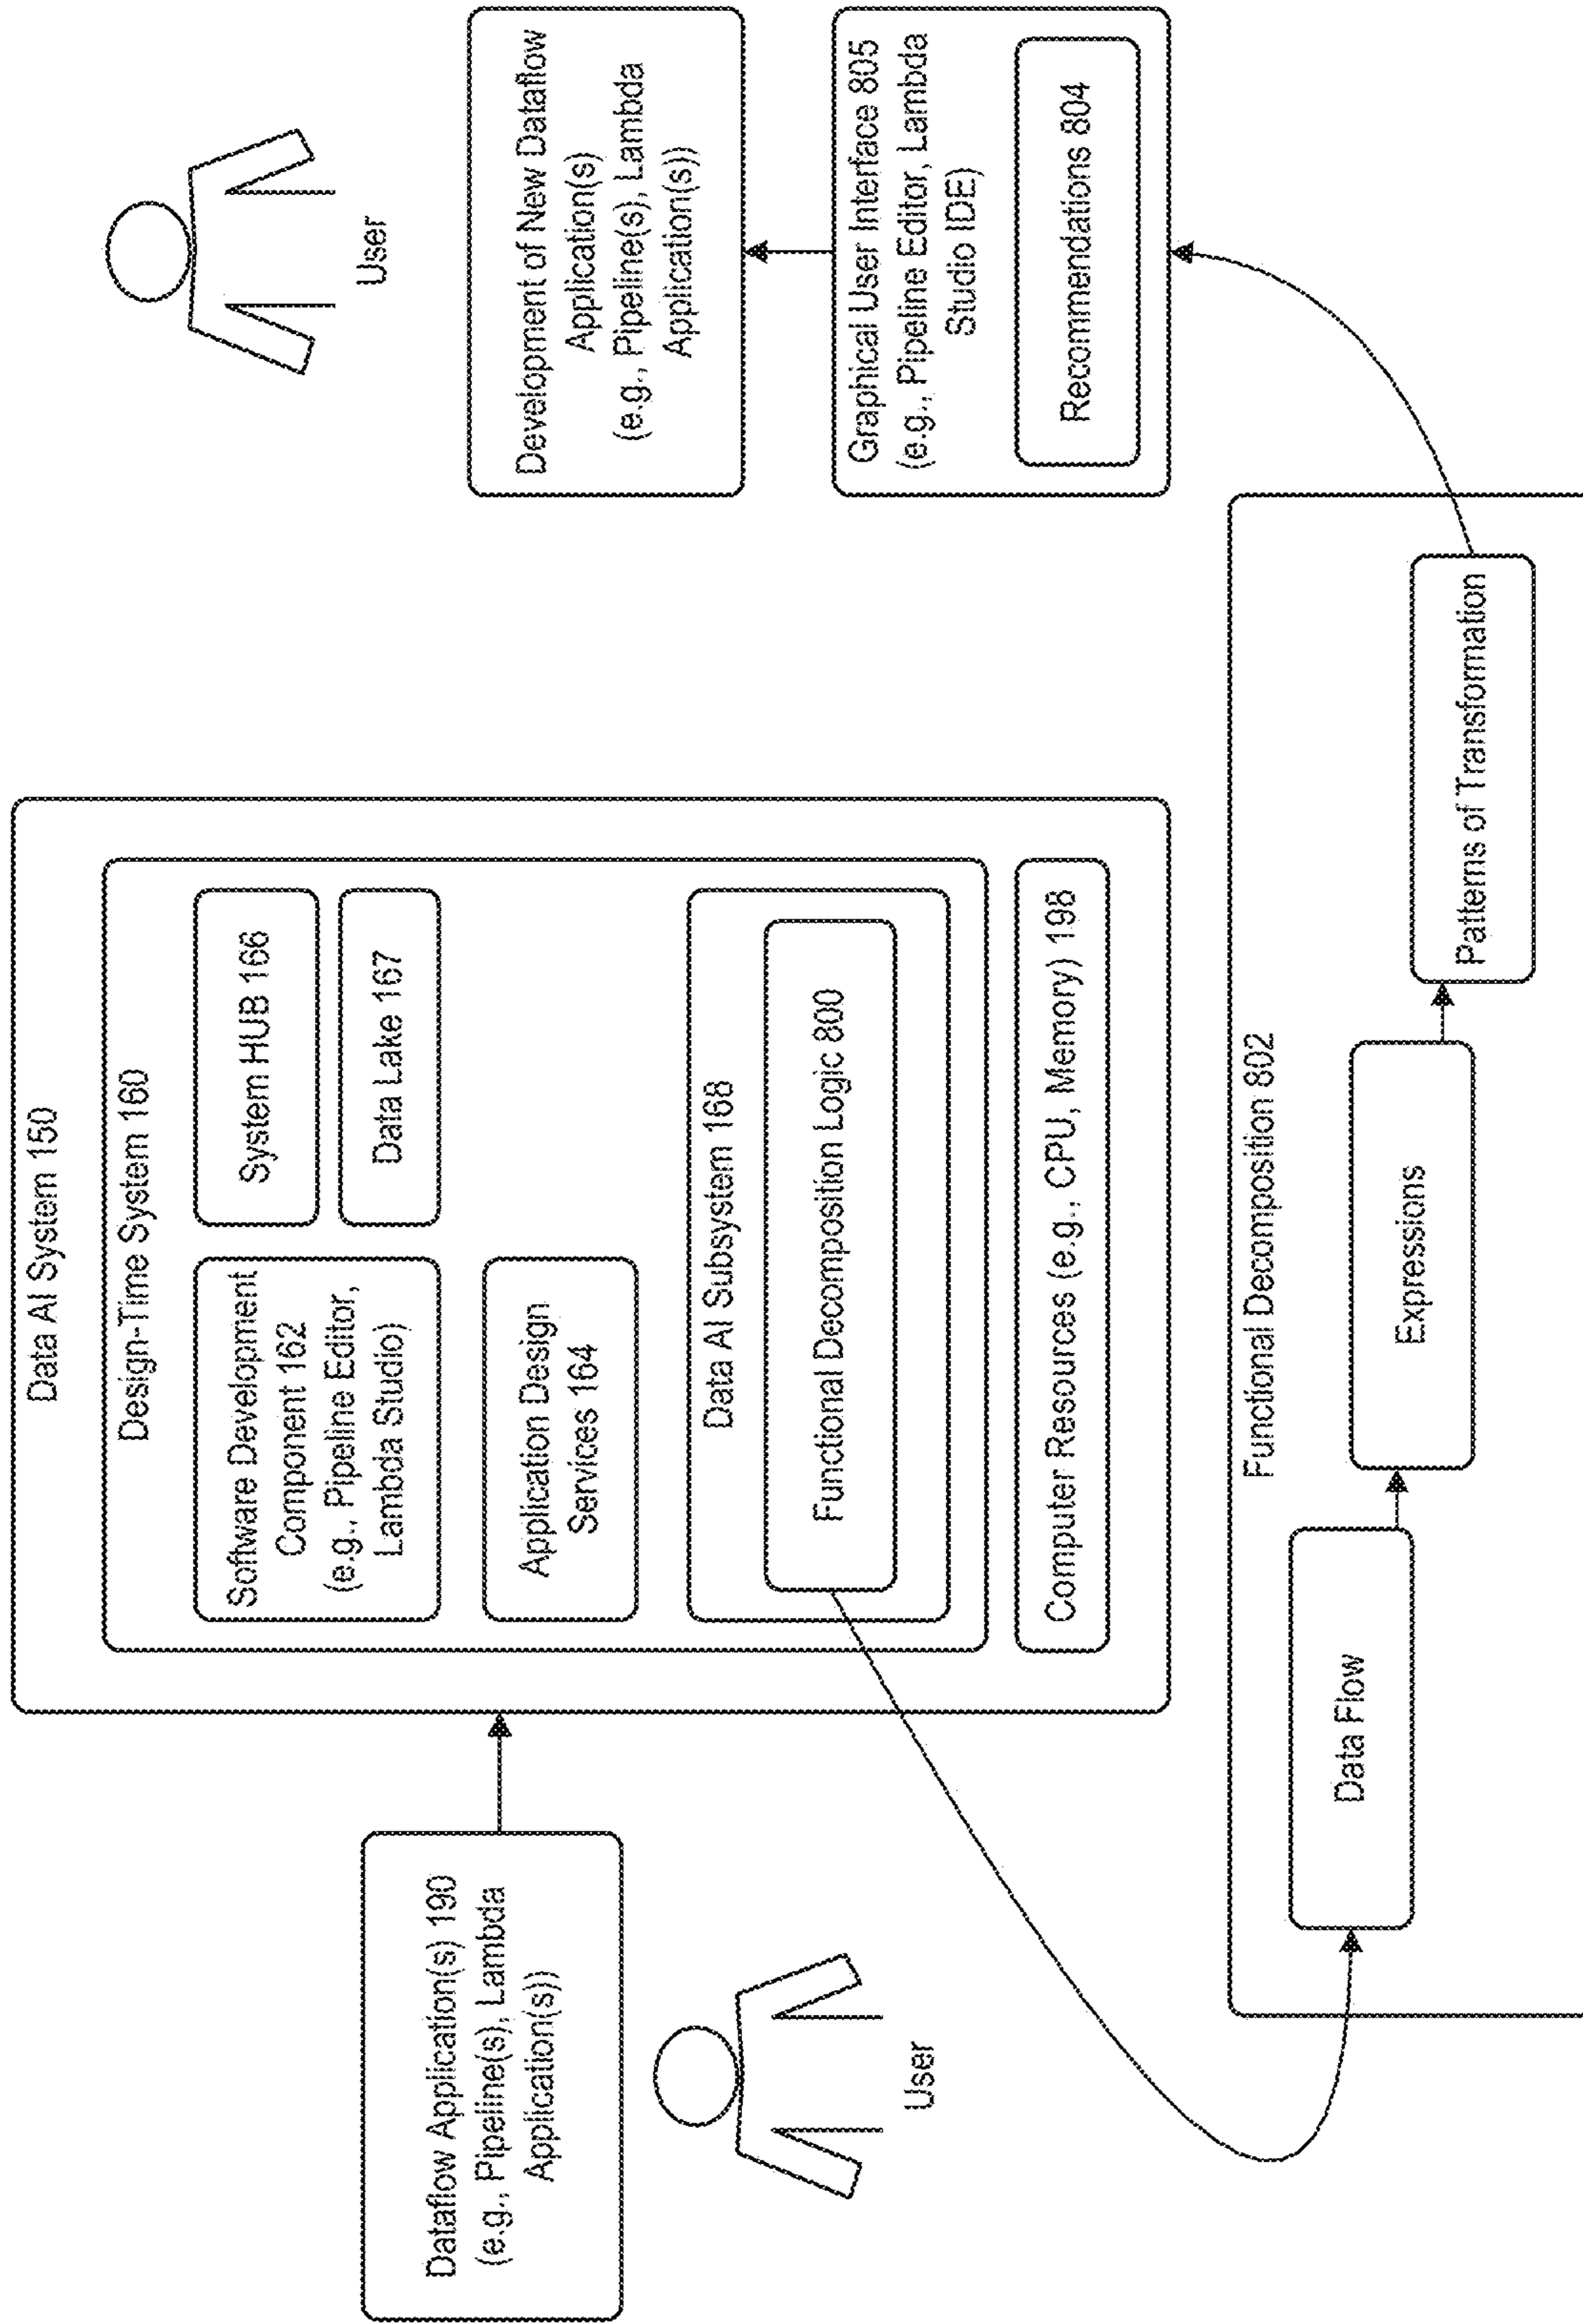 Dataflow Application(s) 190
(e.g., Pipeline(s), Lambda
Application(s))
User
Data AI System 150
Design-Time System 160
Software Development
Component 162
(e.g., Pipeline Editor,
Lambda Studio)
System HUB 166
Data Lake 167
Application Design
Services 164
Data AI Subsystem 168
Functional Decomposition Logic 800
Computer Resources (e.g., CPU, Memory) 198
Functional Decomposition 802
Data Flow
Expressions
Patterns of Transformation
User
Development of New Dataflow
Application(s)
(e.g., Pipeline(s), Lambda
Application(s))
Graphical User Interface 805
(e.g., Pipeline Editor, Lambda
Studio IDE)
Recommendations 804